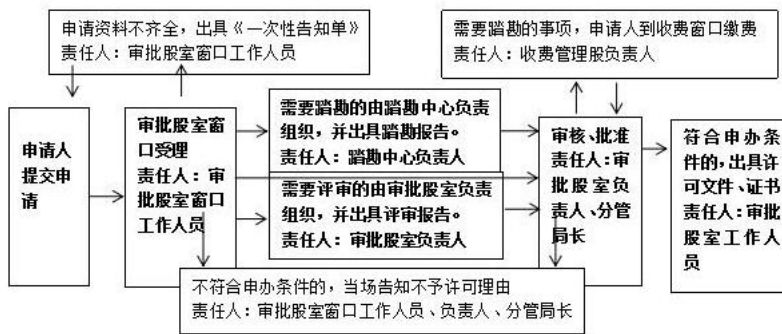 申请资料不齐全，出具《一次性告知单》
责任人：审批股室窗口工作人员
需要踏勘的事项，申请人到收费窗口缴费
责任人：收费管理股负责人
申请人
提交申
请
审批股室窗
口受理
责任人：审
批股室窗口
工作人员
需要踏勘的由踏勘中心负责
组织，并出具踏勘报告。
责任人：踏勘中心负责人
需要评审的由审批股室负责
组织，并出具评审报告。
责任人：审批股室负责人
审核、批准
责任人：审
批股室负
责人、分管
局长
符合申办条
件的，出具许
可文件、证书
责任人：审批
股室工作人
员
不符合申办条件的，当场告知不予许可理由
责任人：审批股室窗口工作人员、负责人、分管局长